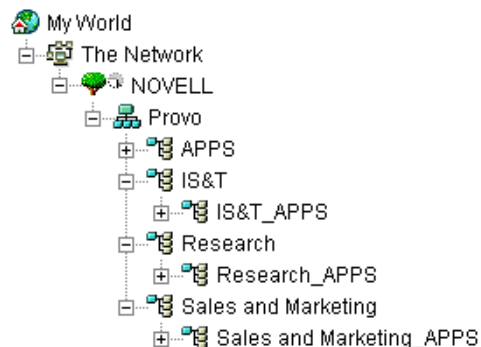 My World
The Network
NOVELL
Provo
APPS
IS&T
IS&T_APPS
Research
Research_APPS
Sales and Marketing
Sales and Marketing_APPS